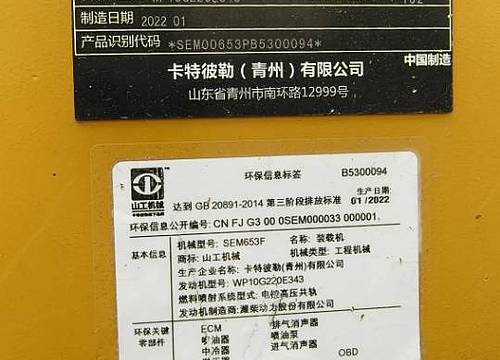 WP10G220E343
制造日期 2022 01
产品识别代码 *SEM00653PB5300094*
卡特彼勒（青州）有限公司
中国制造
山东省青州市南环路12999号
环保信息标签
B5300094
山工机械
达到 GB 20891-2014 第三阶段排放标准
生产日期:
01/2022
环保信息公开编号: CN FJ G3 00 0SEM000033 000001.
基本信息
机械型号: SEM653F 名称: 装载机
商标: 山工机械 机械类型: 工程机械
生产企业名称: 卡特彼勒(青州)有限公司
发动机型号: WP10G220E343
燃料喷射系统型式: 电控高压共轨
发动机制造商: 潍柴动力股份有限公司
环保关键
零部件
ECM 排气消声器
喷油器 喷油泵
中冷器 进气消声器
OBD